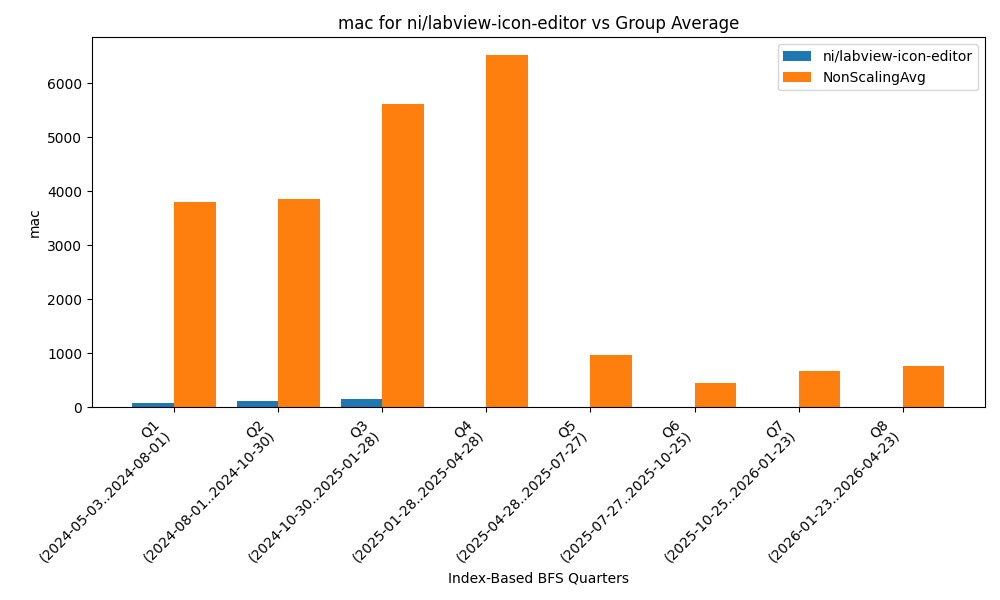 mac for ni/labview-icon-editor vs Group Average
ni/labview-icon-editor
NonScalingAvg
mac
6000
5000
4000
3000
2000
1000
0
Q1
(2024-05-03..2024-08-01)
Q2
(2024-08-01..2024-10-30)
Q3
(2024-10-30..2025-01-28)
Q4
(2025-01-28..2025-04-28)
Q5
(2025-04-28..2025-07-27)
Q6
(2025-07-27..2025-10-25)
Q7
(2025-10-25..2026-01-23)
Q8
(2026-01-23..2026-04-23)
Index-Based BFS Quarters